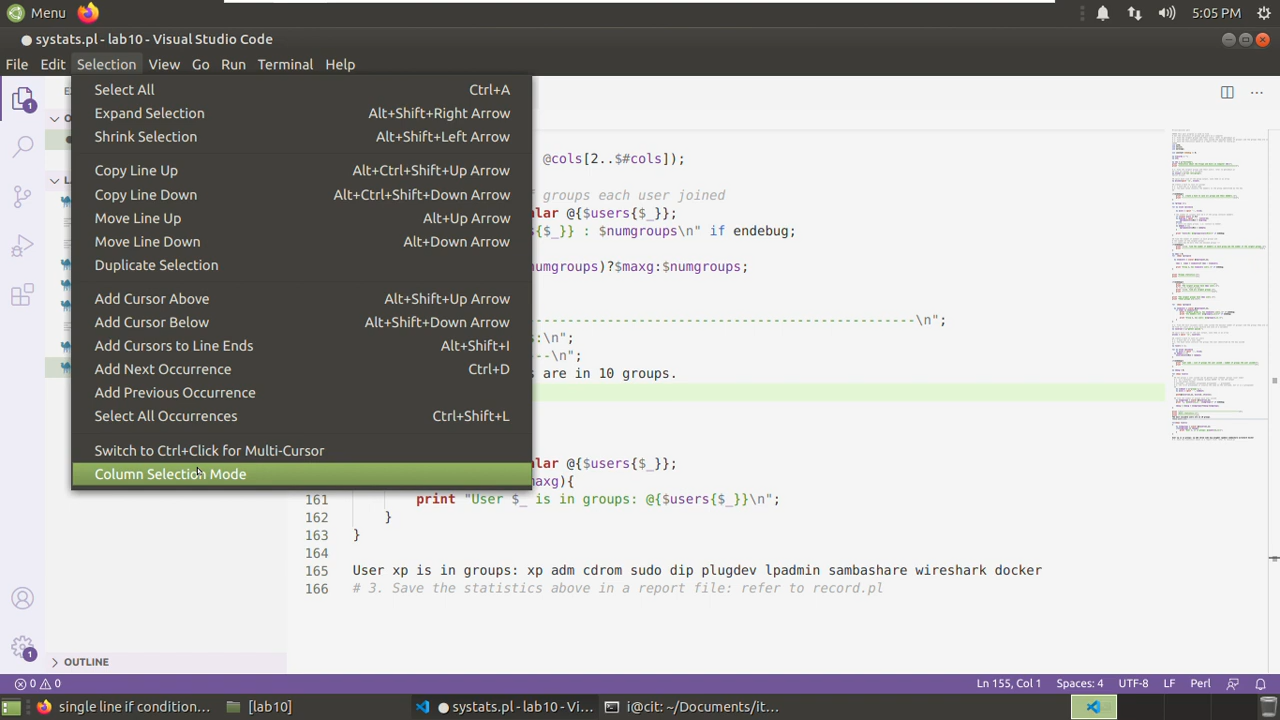 Menu 5:05 PM
● systats.pl - lab10 - Visual Studio Code
File Edit Selection View Go Run Terminal Help
Select All Ctrl+A
Expand Selection Alt+Shift+Right Arrow
Shrink Selection Alt+Shift+Left Arrow
Copy Line Up Alt+Ctrl+Shift+Up Arrow
Copy Line Down Alt+Ctrl+Shift+Down Arrow
Move Line Up Alt+Up Arrow
Move Line Down Alt+Down Arrow
Duplicate Selection
Add Cursor Above Alt+Shift+Up Arrow
Add Cursor Below Alt+Shift+Down Arrow
Add Cursors to Line Ends Alt+Shift+I
Add Next Occurrence Ctrl+D
Add Previous Occurrence
Select All Occurrences Ctrl+Shift+L
Switch to Ctrl+Click for Multi-Cursor
Column Selection Mode
@cols[2..$#cols]);
groups each user joined
@{$users{$_}};
: $numgroups\n" if endebug;
numgroups)?$maxg:$numgroups;
------\n";
:\n";
--\n";
are in 10 groups.
@{$users{$_}};
maxg){
161 print "User $_ is in groups: @{$users{$_}}\n";
162 }
163 }
164
165 User xp is in groups: xp adm cdrom sudo dip plugdev lpadmin sambashare wireshark docker
166 # 3. Save the statistics above in a report file: refer to record.pl
OUTLINE
0 0 Ln 155, Col 1 Spaces: 4 UTF-8 LF Perl
single line if condition... [lab10] ● systats.pl - lab10 - Vi... i@cit: ~/Documents/it...